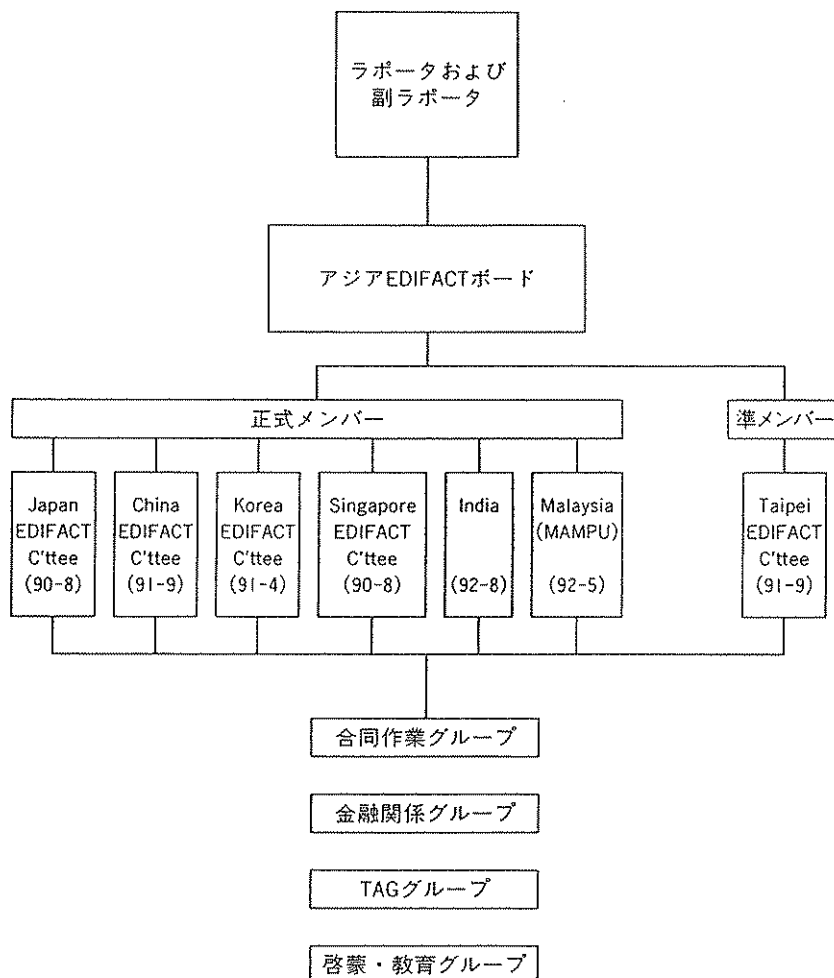 ラポータおよび
副ラポータ
アジアEDIFACTボード
正式メンバー
準メンバー
Japan
EDIFACT
C'ttee
(90-8)
China
EDIFACT
C'ttee
(91-9)
Korea
EDIFACT
C'ttee
(91-4)
Singapore
EDIFACT
C'ttee
(90-8)
India
(92-8)
Malaysia
(MAMPU)
(92-5)
Taipei
EDIFACT
C'ttee
(91-9)
合同作業グループ
金融関係グループ
TAGグループ
啓蒙・教育グループ